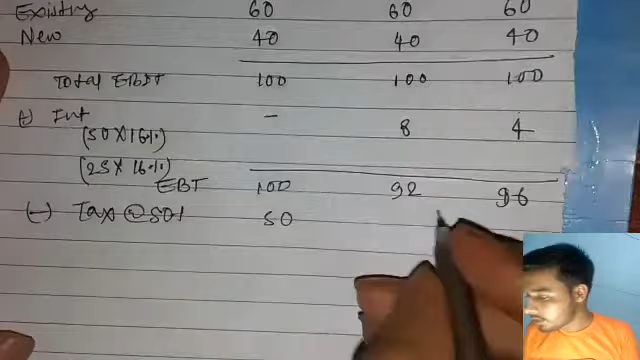 Existing 60 60 60
New 40 40 40
Total EBIT 100 100 100
(-) Int - 8 4
(50 X 16%)
(25 X 16%)
EBT 100 92 96
(-) Tax @ 50% 50